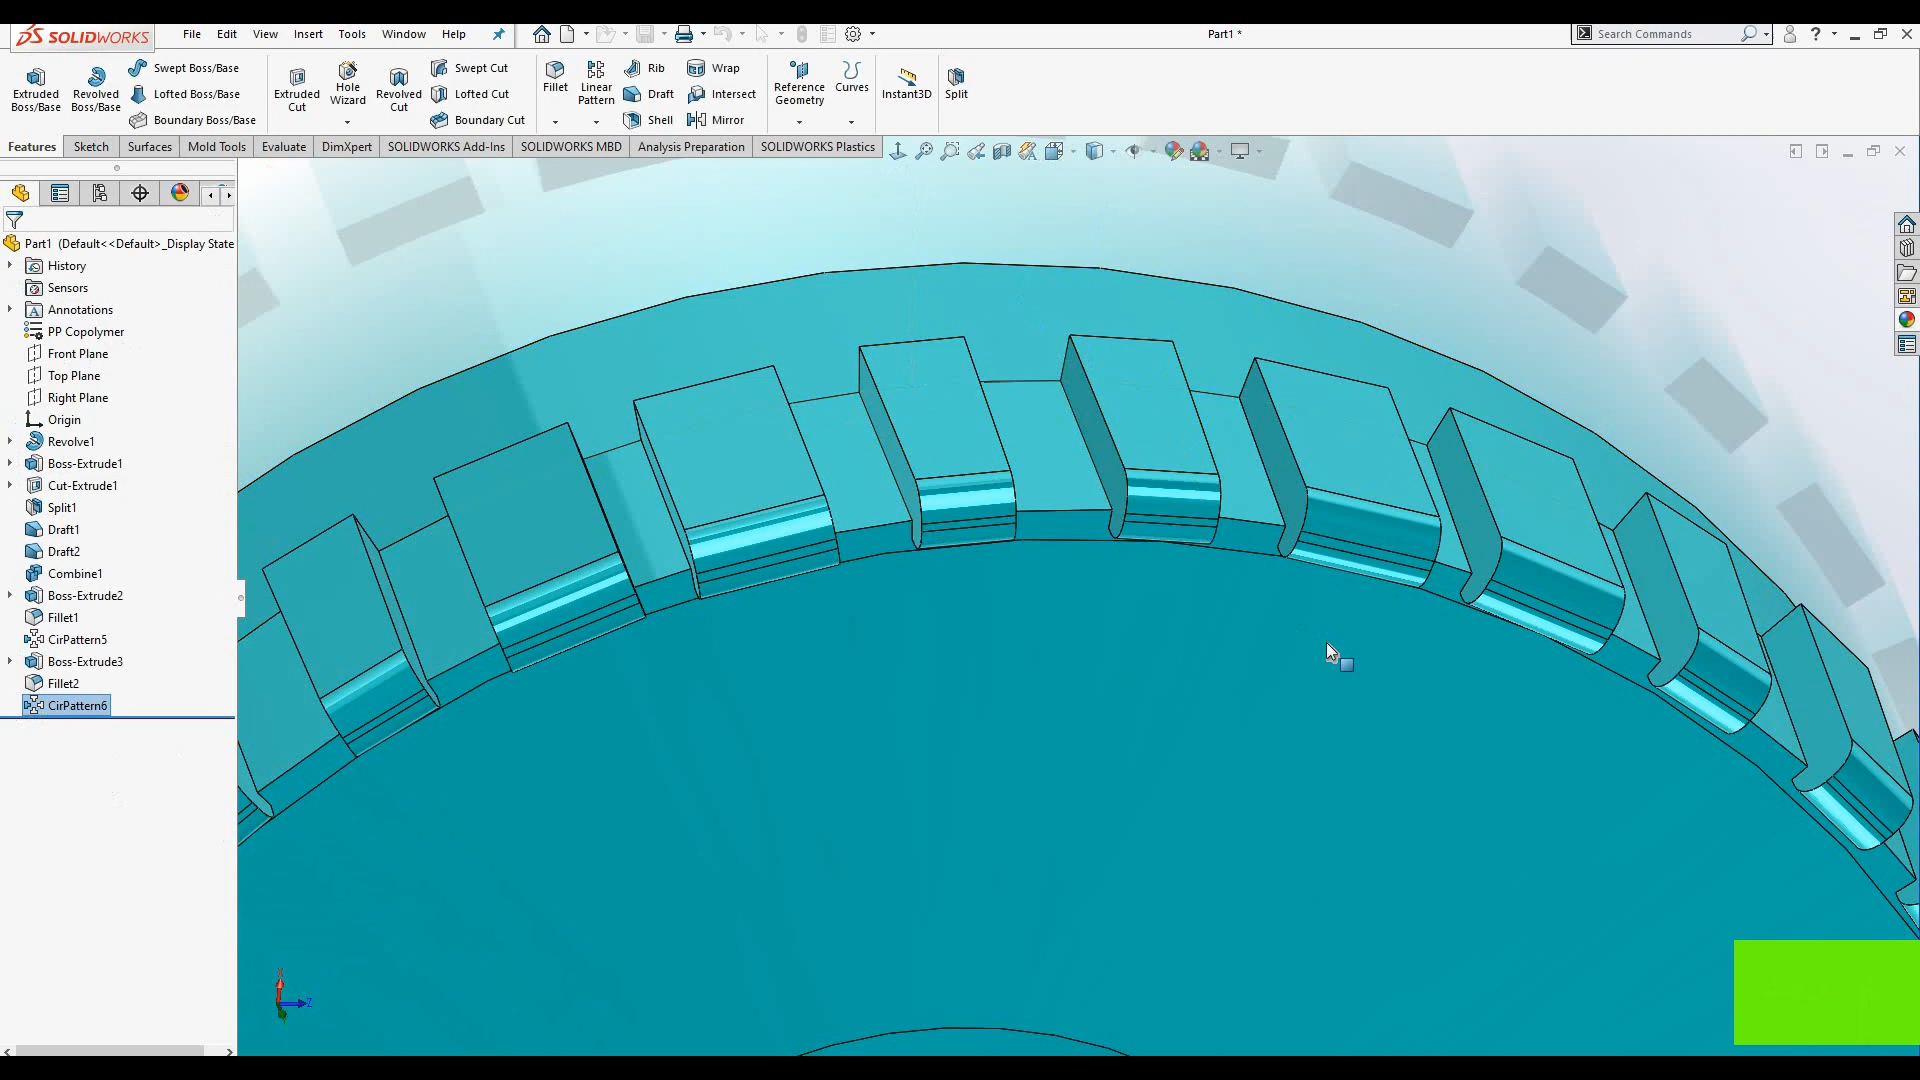 SOLIDWORKS File Edit View Insert Tools Window Help Part1 * Search Commands ?
Extruded Boss/Base Revolved Boss/Base Swept Boss/Base Lofted Boss/Base Boundary Boss/Base
Extruded Cut Hole Wizard Revolved Cut Swept Cut Lofted Cut Boundary Cut
Fillet Linear Pattern Rib Draft Shell Wrap Intersect Mirror
Reference Geometry Curves Instant3D Split
Features Sketch Surfaces Mold Tools Evaluate DimXpert SOLIDWORKS Add-Ins SOLIDWORKS MBD Analysis Preparation SOLIDWORKS Plastics
Part1 (Default<<Default>_Display State
History
Sensors
Annotations
PP Copolymer
Front Plane
Top Plane
Right Plane
Origin
Revolve1
Boss-Extrude1
Cut-Extrude1
Split1
Draft1
Draft2
Combine1
Boss-Extrude2
Fillet1
CirPattern5
Boss-Extrude3
Fillet2
CirPattern6
Z